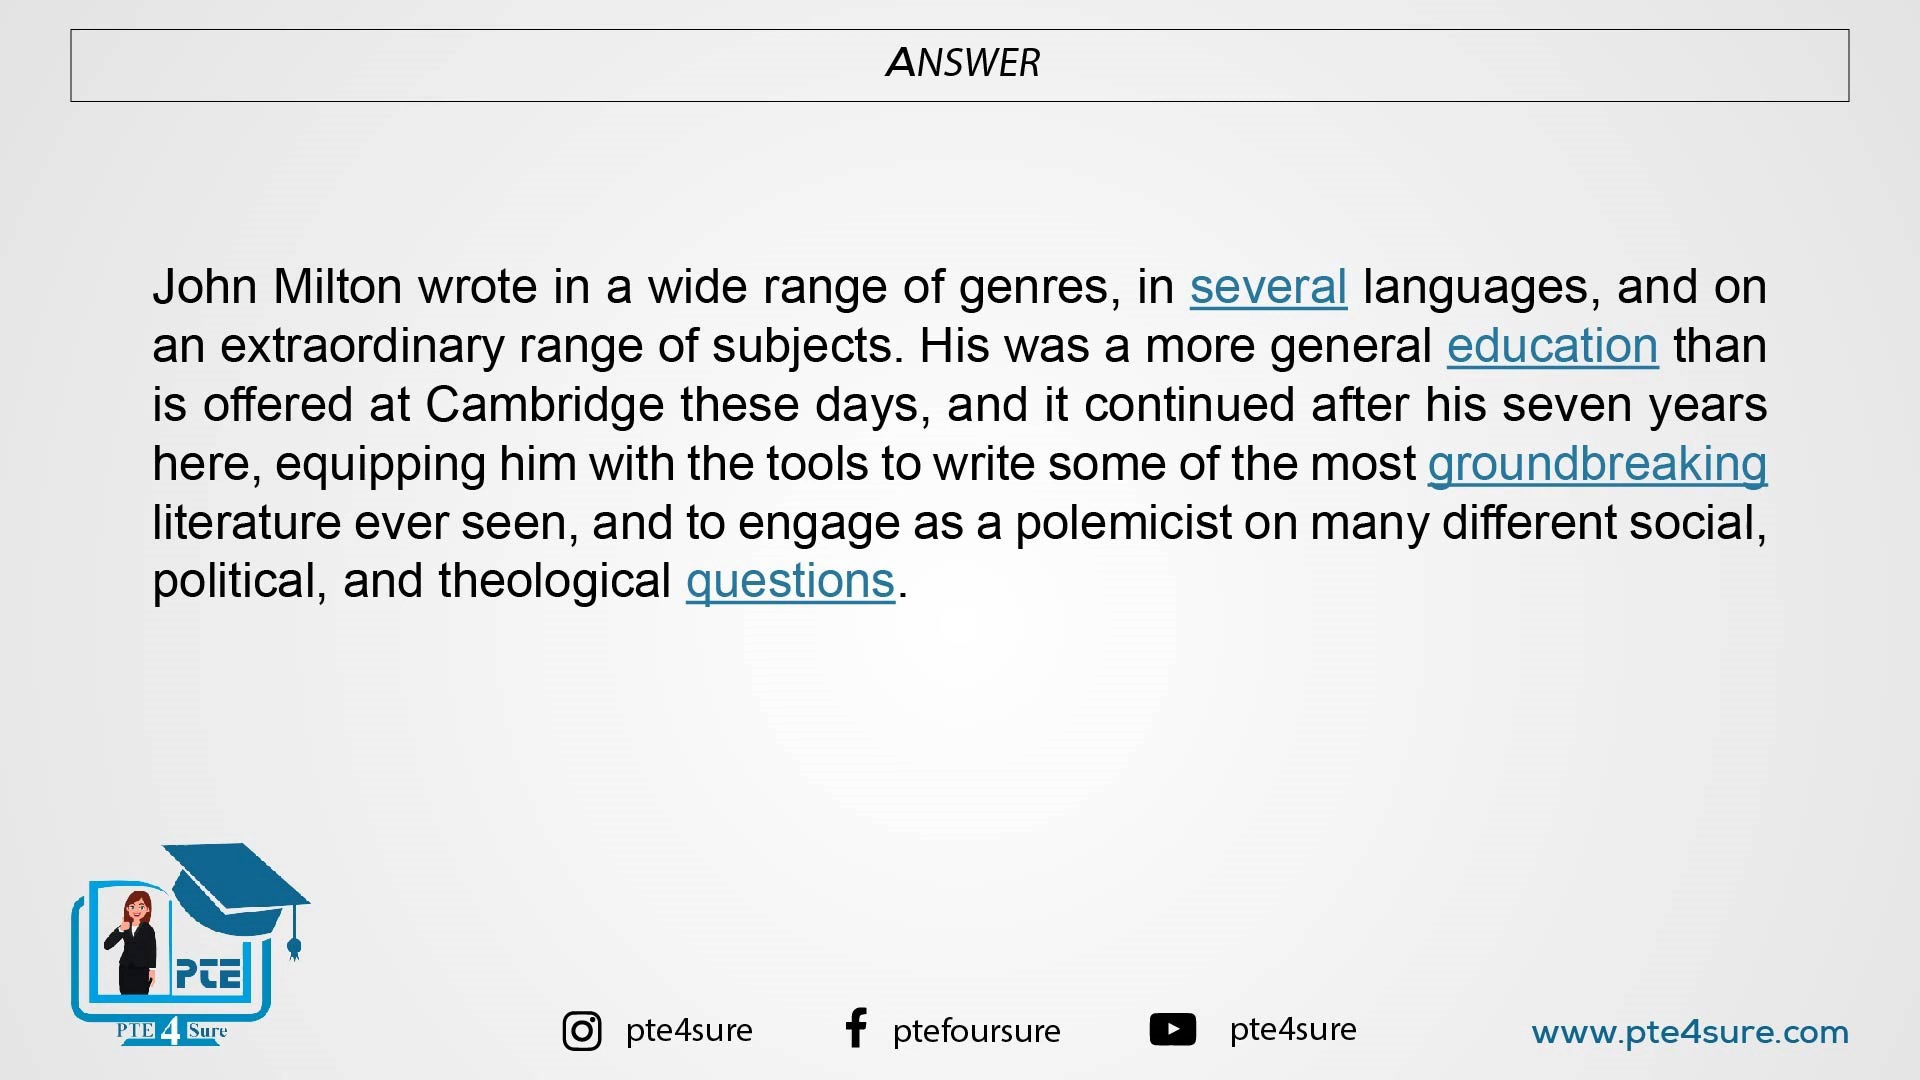 ANSWER
John Milton wrote in a wide range of genres, in several languages, and on
an extraordinary range of subjects. His was a more general education than
is offered at Cambridge these days, and it continued after his seven years
here, equipping him with the tools to write some of the most groundbreaking
literature ever seen, and to engage as a polemicist on many different social,
political, and theological questions.
PTE
PTE 4 Sure
pte4sure
ptefoursure
pte4sure
www.pte4sure.com